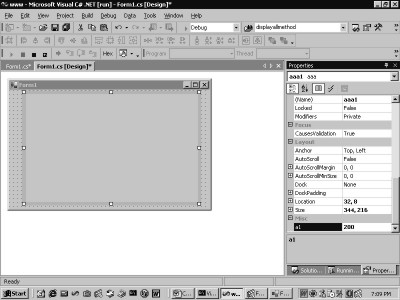 www - Microsoft Visual C# .NET [run] - Form1.cs [Design]*
File Edit View Project Build Debug Data Tools Window Help
Debug displayallmethod
Hex Program Thread
Form1.cs* Form1.cs [Design]*
Form1
Properties
aaa1 aaa
(Name) aaa1
Locked False
Modifiers Private
Focus
CausesValidation True
Layout
Anchor Top, Left
AutoScroll False
AutoScrollMargin 0, 0
AutoScrollMinSize 0, 0
Dock None
DockPadding
Location 32, 8
Size 344, 216
Misc
a1 200
a1
Solutio... Runnin... Proper...
Ready
Start 7:09 PM